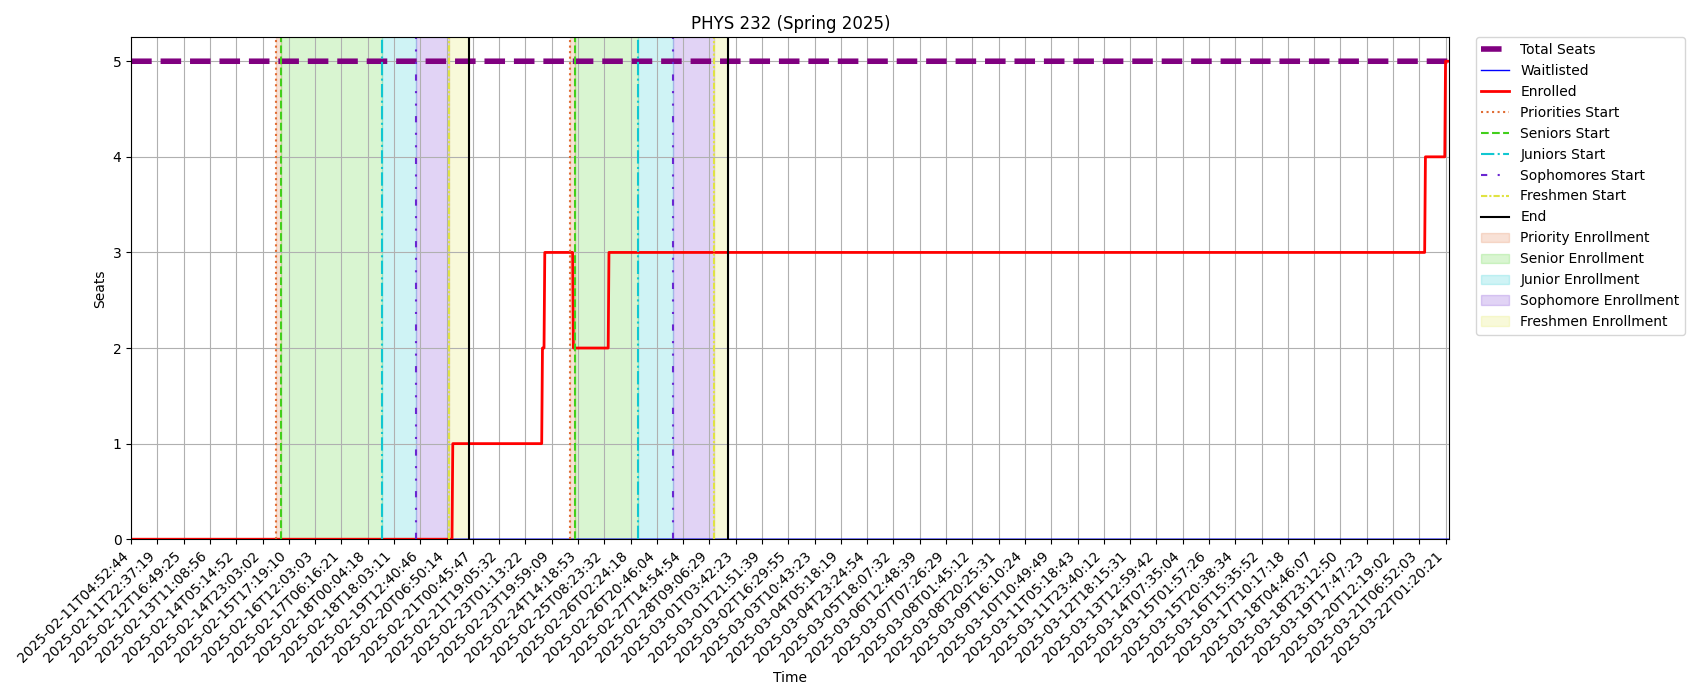 PHYS 232 (Spring 2025)
Seats
5
4
3
2
1
0
2025-02-11T04:52:44
2025-02-11T22:37:19
2025-02-12T16:49:25
2025-02-13T11:08:56
2025-02-14T05:14:52
2025-02-14T23:03:02
2025-02-15T17:19:10
2025-02-16T12:03:03
2025-02-17T06:16:21
2025-02-18T00:04:18
2025-02-18T18:03:11
2025-02-19T12:40:46
2025-02-20T06:50:14
2025-02-21T00:45:47
2025-02-21T19:05:32
2025-02-23T01:13:22
2025-02-23T19:59:09
2025-02-24T14:18:53
2025-02-25T08:23:32
2025-02-26T02:24:18
2025-02-26T20:46:04
2025-02-27T14:54:54
2025-02-28T09:06:29
2025-03-01T03:42:23
2025-03-01T21:51:39
2025-03-02T16:29:55
2025-03-03T10:43:23
2025-03-04T05:18:19
2025-03-04T23:24:54
2025-03-05T18:07:32
2025-03-06T12:48:39
2025-03-07T07:26:29
2025-03-08T01:45:12
2025-03-08T20:25:31
2025-03-09T16:10:24
2025-03-10T10:49:49
2025-03-11T05:18:43
2025-03-11T23:40:12
2025-03-12T18:15:31
2025-03-13T12:59:42
2025-03-14T07:35:04
2025-03-15T01:57:26
2025-03-15T20:38:34
2025-03-16T15:35:52
2025-03-17T10:17:18
2025-03-18T04:46:07
2025-03-18T23:12:50
2025-03-19T17:47:23
2025-03-20T12:19:02
2025-03-21T06:52:03
2025-03-22T01:20:21
Time
Total Seats
Waitlisted
Enrolled
Priorities Start
Seniors Start
Juniors Start
Sophomores Start
Freshmen Start
End
Priority Enrollment
Senior Enrollment
Junior Enrollment
Sophomore Enrollment
Freshmen Enrollment